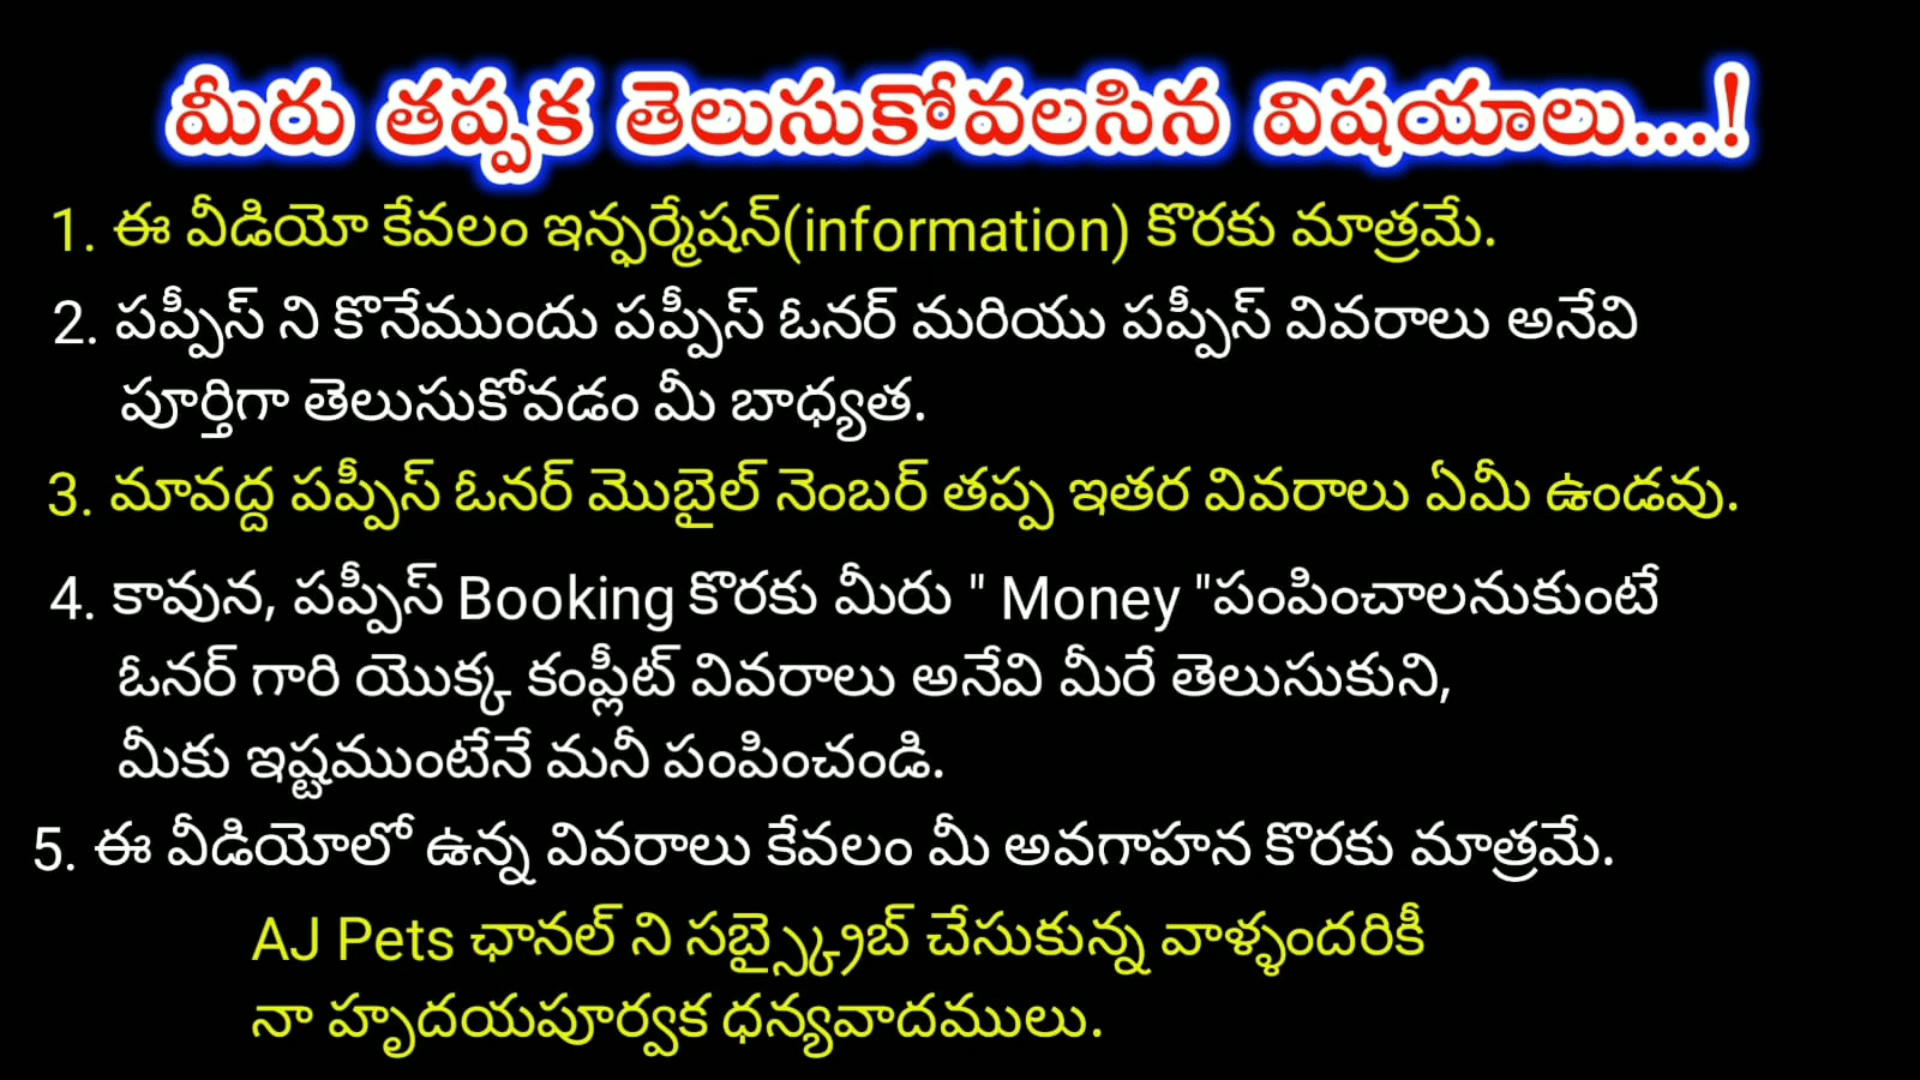 మీరు తప్పక తెలుసుకోవలసిన విషయాలు...!
1. ఈ వీడియో కేవలం ఇన్ఫర్మేషన్(information) కొరకు మాత్రమే.
2. పప్పీస్ ని కొనేముందు పప్పీస్ ఓనర్ మరియు పప్పీస్ వివరాలు అనేవి
పూర్తిగా తెలుసుకోవడం మీ బాధ్యత.
3. మావద్ద పప్పీస్ ఓనర్ మొబైల్ నెంబర్ తప్ప ఇతర వివరాలు ఏమీ ఉండవు.
4. కావున, పప్పీస్ Booking కొరకు మీరు " Money "పంపించాలనుకుంటే
ఓనర్ గారి యొక్క కంప్లీట్ వివరాలు అనేవి మీరే తెలుసుకుని,
మీకు ఇష్టముంటేనే మనీ పంపించండి.
5. ఈ వీడియోలో ఉన్న వివరాలు కేవలం మీ అవగాహన కొరకు మాత్రమే.
AJ Pets ఛానల్ ని సబ్స్క్రైబ్ చేసుకున్న వాళ్ళందరికీ
నా హృదయపూర్వక ధన్యవాదములు.